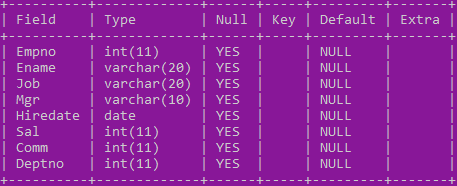 +----------+-------------+------+-----+---------+-------+
| Field    | Type        | Null | Key | Default | Extra |
+----------+-------------+------+-----+---------+-------+
| Empno    | int(11)     | YES  |     | NULL    |       |
| Ename    | varchar(20) | YES  |     | NULL    |       |
| Job      | varchar(20) | YES  |     | NULL    |       |
| Mgr      | varchar(10) | YES  |     | NULL    |       |
| Hiredate | date        | YES  |     | NULL    |       |
| Sal      | int(11)     | YES  |     | NULL    |       |
| Comm     | int(11)     | YES  |     | NULL    |       |
| Deptno   | int(11)     | YES  |     | NULL    |       |
+----------+-------------+------+-----+---------+-------+